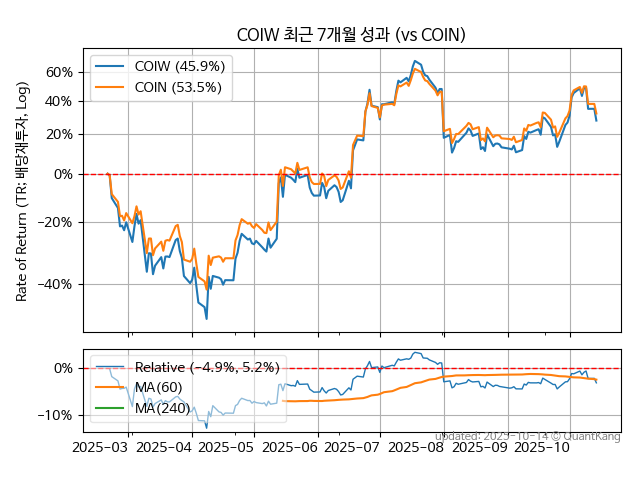 COIW 최근 7개월 성과 (vs COIN)
Rate of Return (TR: 배당재투자, Log)
COIW (45.9%)
COIN (53.5%)
60%
40%
20%
0%
−20%
−40%
Relative (−4.9%, 5.2%)
MA(60)
MA(240)
0%
−10%
2025-03 2025-04 2025-05 2025-06 2025-07 2025-08 2025-09 2025-10
updated: 2025-10-14 © QuantKang